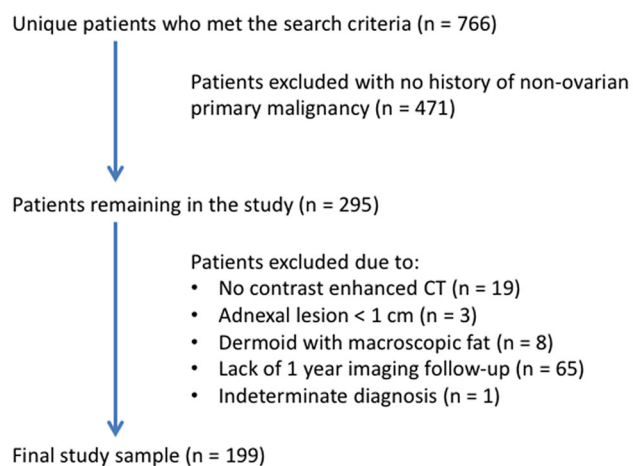 Unique patients who met the search criteria (n = 766)
Patients excluded with no history of non-ovarian
primary malignancy (n = 471)
Patients remaining in the study (n = 295)
Patients excluded due to:
• No contrast enhanced CT (n = 19)
• Adnexal lesion < 1 cm (n = 3)
• Dermoid with macroscopic fat (n = 8)
• Lack of 1 year imaging follow-up (n = 65)
• Indeterminate diagnosis (n = 1)
Final study sample (n = 199)